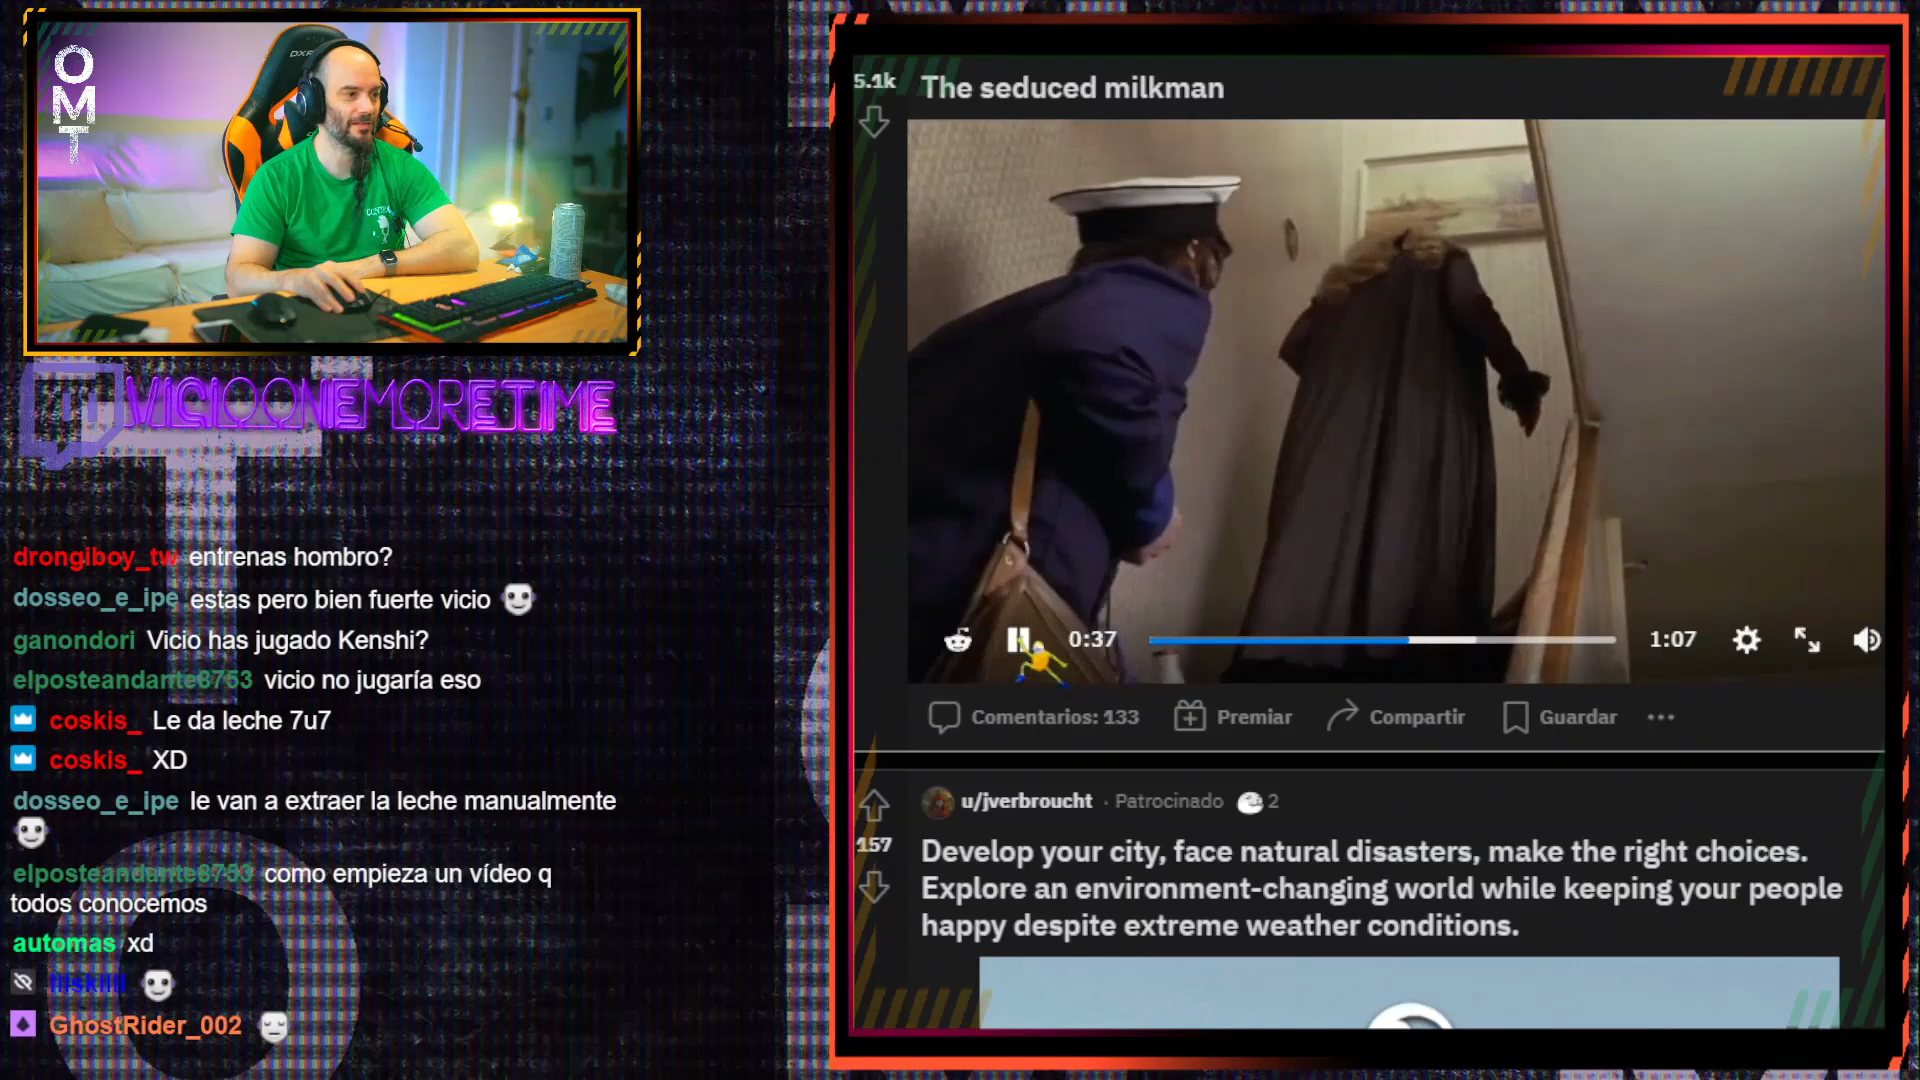 OMT
DXR
CONTRA
VICIOONEMORETIME
drongiboy_tw entrenas hombro?
dosseo_e_ipe estas pero bien fuerte vicio
ganondori Vicio has jugado Kenshi?
elposteandante8753 vicio no jugaría eso
coskis_ Le da leche 7u7
coskis_ XD
dosseo_e_ipe le van a extraer la leche manualmente
elposteandante8753 como empieza un vídeo q
todos conocemos
automas xd
GhostRider_002
5.1k The seduced milkman
0:37 1:07
Comentarios: 133 Premiar Compartir Guardar
u/jverbroucht · Patrocinado 2
157
Develop your city, face natural disasters, make the right choices.
Explore an environment-changing world while keeping your people
happy despite extreme weather conditions.